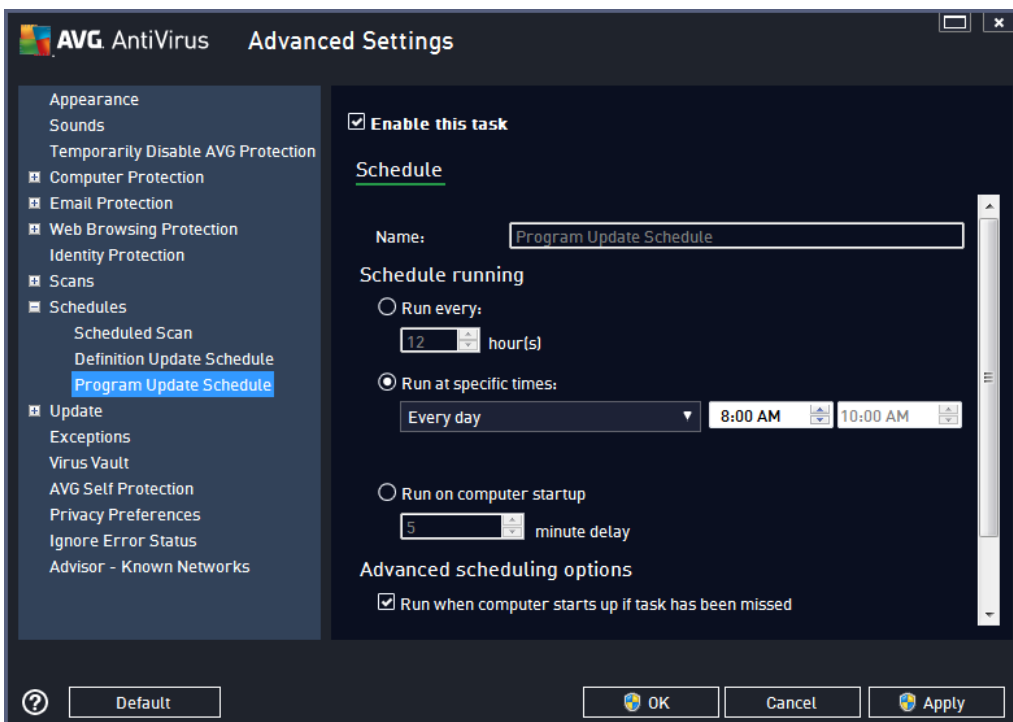 AVG. AntiVirus Advanced Settings
Appearance
Sounds
Temporarily Disable AVG Protection
Computer Protection
Email Protection
Web Browsing Protection
Identity Protection
Scans
Schedules
Scheduled Scan
Definition Update Schedule
Program Update Schedule
Update
Exceptions
Virus Vault
AVG Self Protection
Privacy Preferences
Ignore Error Status
Advisor - Known Networks
Enable this task
Schedule
Name: Program Update Schedule
Schedule running
Run every:
12 hour(s)
Run at specific times:
Every day 8:00 AM 10:00 AM
Run on computer startup
5 minute delay
Advanced scheduling options
Run when computer starts up if task has been missed
? Default OK Cancel Apply